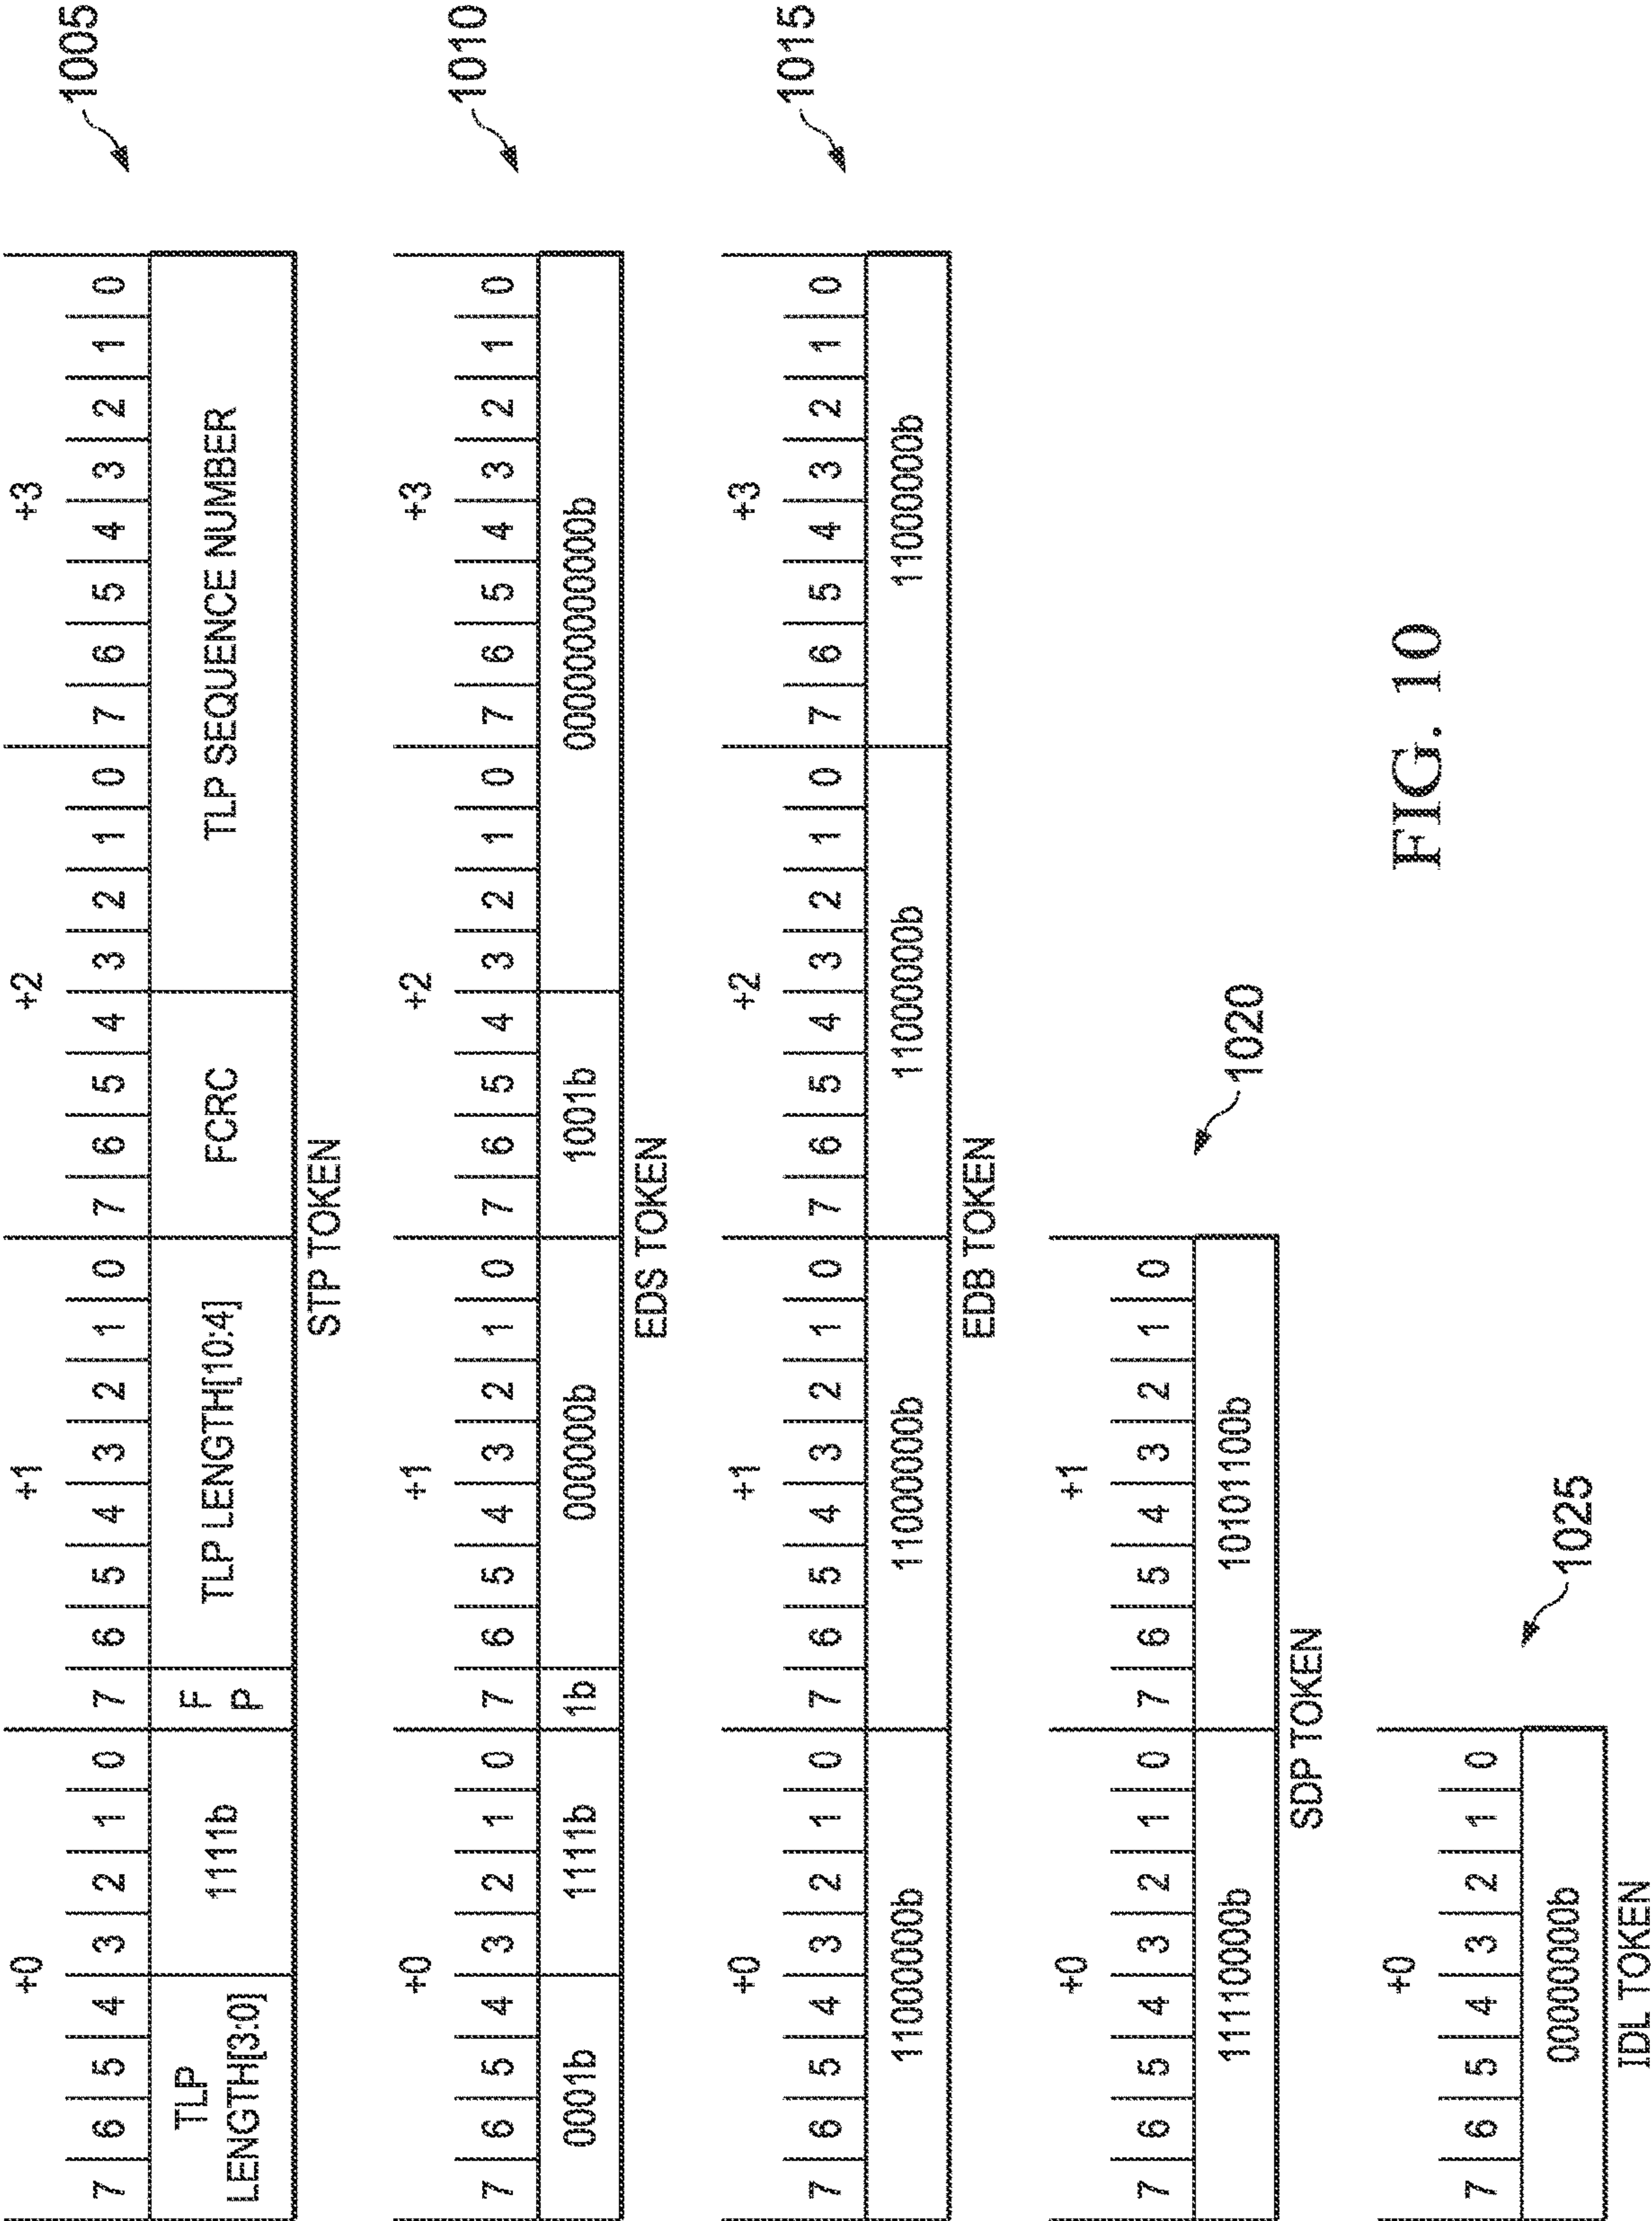 +0 +1 +2 +3
7 6 5 4 3 2 1 0 7 6 5 4 3 2 1 0 7 6 5 4 3 2 1 0 7 6 5 4 3 2 1 0
1005
TLP
LENGTH[3:0]
1111b
F
P
TLP LENGTH[10:4]
FCRC
TLP SEQUENCE NUMBER
STP TOKEN
+0 +1 +2 +3
7 6 5 4 3 2 1 0 7 6 5 4 3 2 1 0 7 6 5 4 3 2 1 0 7 6 5 4 3 2 1 0
1010
0001b 1111b 1b 000000b 1001b 000000000000b
EDS TOKEN
+0 +1 +2 +3
7 6 5 4 3 2 1 0 7 6 5 4 3 2 1 0 7 6 5 4 3 2 1 0 7 6 5 4 3 2 1 0
1015
11000000b 11000000b 11000000b 11000000b
EDB TOKEN
+0 +1
7 6 5 4 3 2 1 0 7 6 5 4 3 2 1 0
1020
11110000b 10101100b
SDP TOKEN
+0
7 6 5 4 3 2 1 0
1025
00000000b
IDL TOKEN
FIG. 10